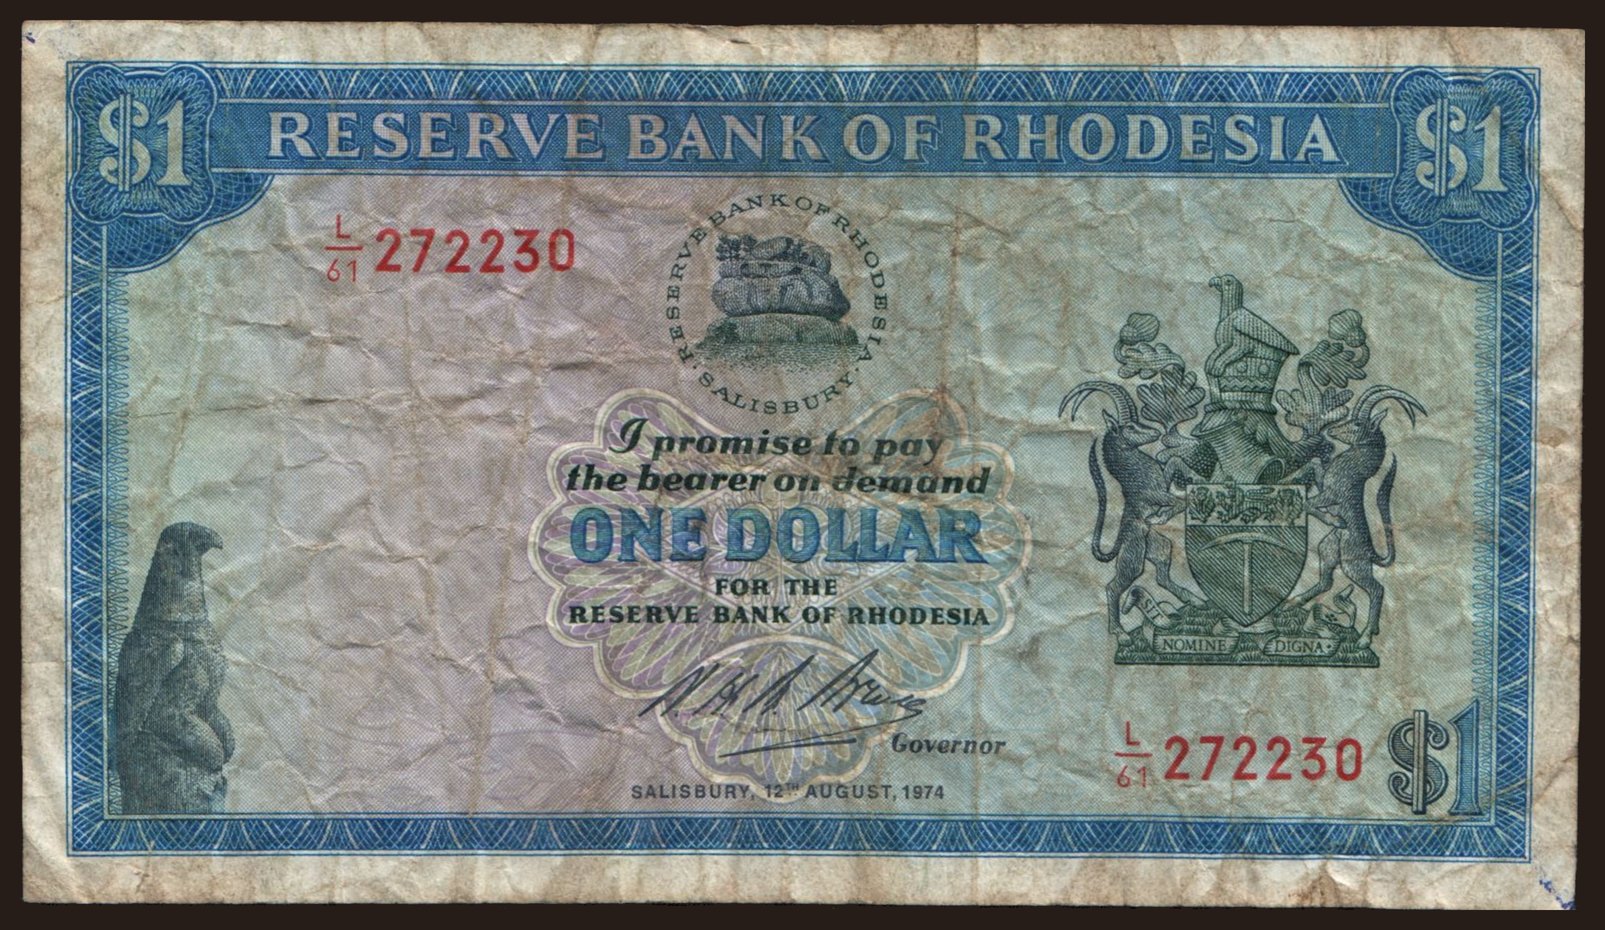 $1 RESERVE BANK OF RHODESIA $1
L/61 272230
RESERVE BANK OF RHODESIA · SALISBURY ·
I promise to pay
the bearer on demand
ONE DOLLAR
FOR THE
RESERVE BANK OF RHODESIA
Governor
SALISBURY, 12TH AUGUST, 1974
SIT NOMINE DIGNA
L/61 272230 $1